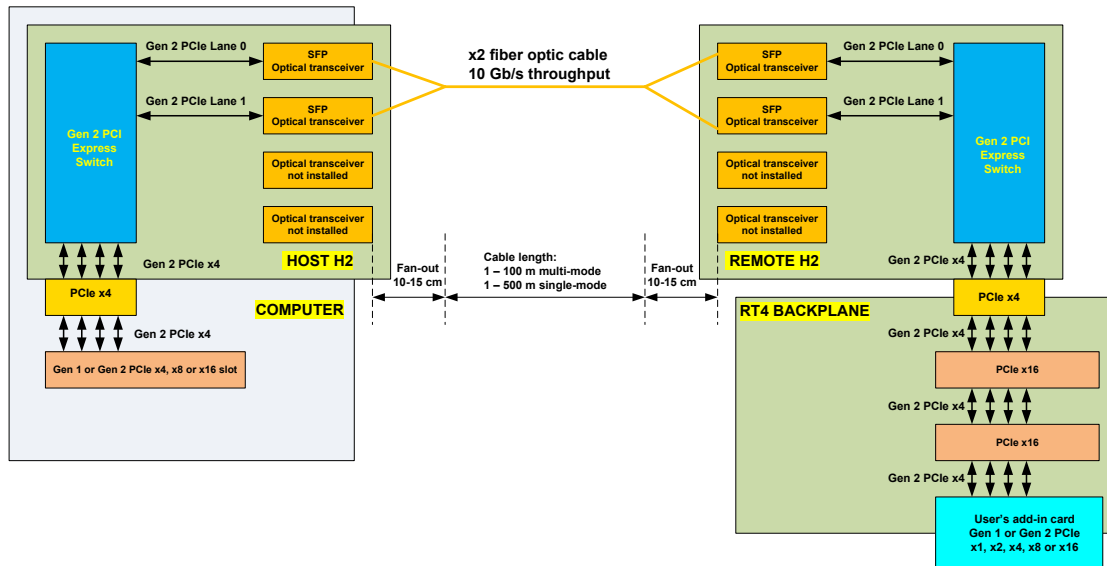 Gen 2 PCIe Lane 0
SFP
Optical transceiver
Gen 2 PCIe Lane 1
SFP
Optical transceiver
Gen 2 PCI
Express
Switch
Optical transceiver
not installed
Optical transceiver
not installed
HOST H2
Gen 2 PCIe x4
PCIe x4
COMPUTER
Gen 2 PCIe x4
Gen 1 or Gen 2 PCIe x4, x8 or x16 slot
x2 fiber optic cable
10 Gb/s throughput
Fan-out
10-15 cm
Cable length:
1 – 100 m multi-mode
1 – 500 m single-mode
Fan-out
10-15 cm
SFP
Optical transceiver
Gen 2 PCIe Lane 0
SFP
Optical transceiver
Gen 2 PCIe Lane 1
Gen 2 PCI
Express
Switch
Optical transceiver
not installed
Optical transceiver
not installed
REMOTE H2
Gen 2 PCIe x4
PCIe x4
RT4 BACKPLANE
Gen 2 PCIe x4
PCIe x16
Gen 2 PCIe x4
PCIe x16
Gen 2 PCIe x4
User's add-in card
Gen 1 or Gen 2 PCIe
x1, x2, x4, x8 or x16